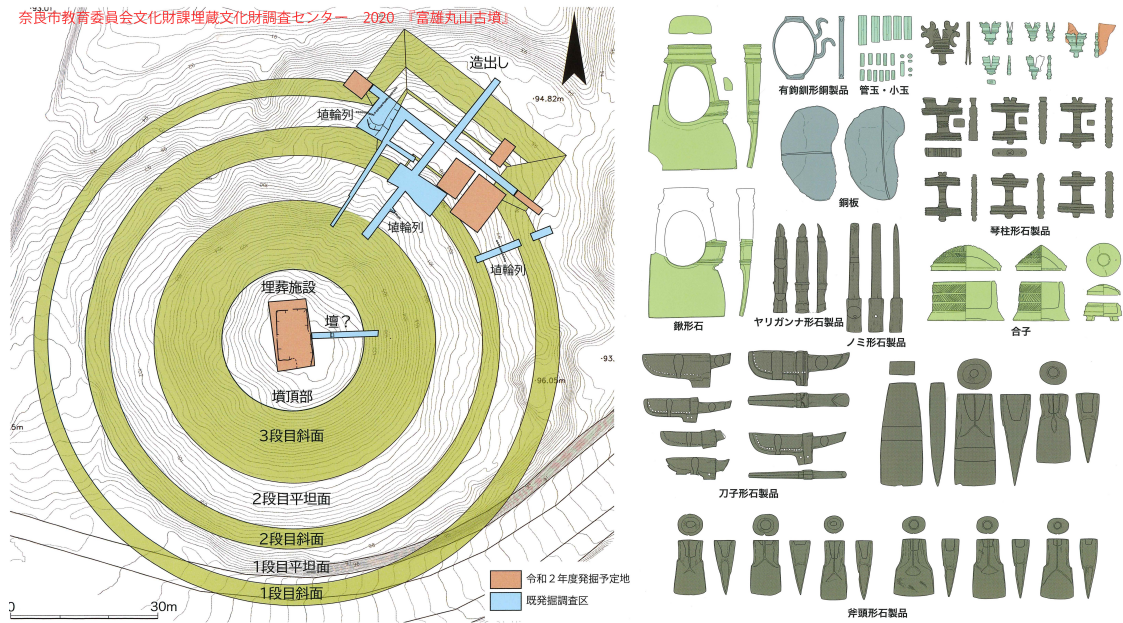 奈良市教育委員会文化財課埋蔵文化財調査センター　2020　『富雄丸山古墳』
造出し
-94.82m
埴輪列
埴輪列
埴輪列
埋葬施設
壇？
墳頂部
-93.
-96.05m
3段目斜面
2段目平坦面
2段目斜面
1段目平坦面
1段目斜面
0
30m
令和２年度発掘予定地
既発掘調査区
有鉤釧形銅製品
管玉・小玉
銅板
琴柱形石製品
鍬形石
ヤリガンナ形石製品
ノミ形石製品
合子
刀子形石製品
斧頭形石製品